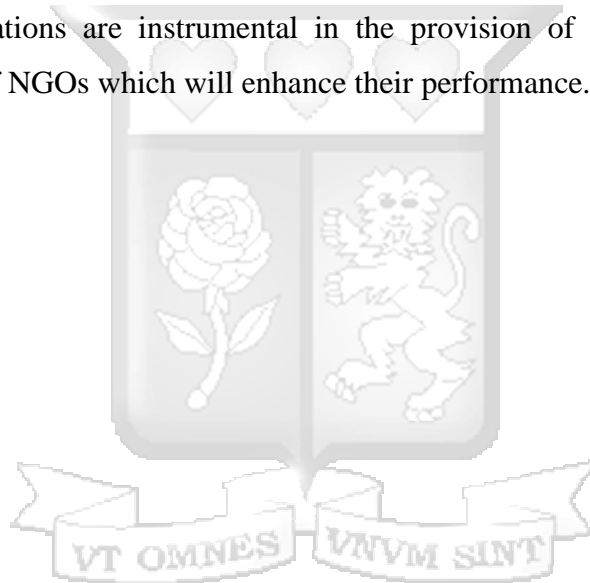 ations are instrumental in the provision of
f NGOs which will enhance their performance.
VT OMNES VNVM SINT